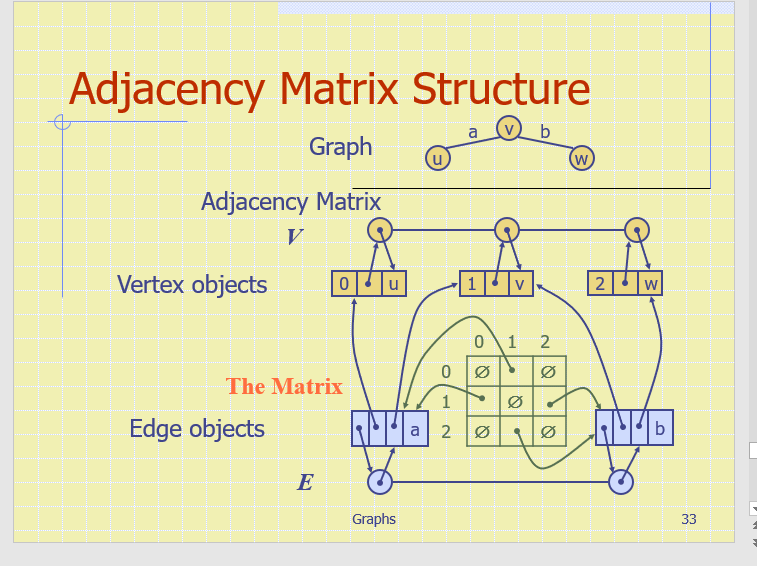 Adjacency Matrix Structure
a v b
Graph
u w
Adjacency Matrix
V
Vertex objects 0 u 1 v 2 w
0 1 2
0 ∅ ∅
The Matrix
1 ∅
Edge objects a 2 ∅ ∅ b
E
Graphs 33